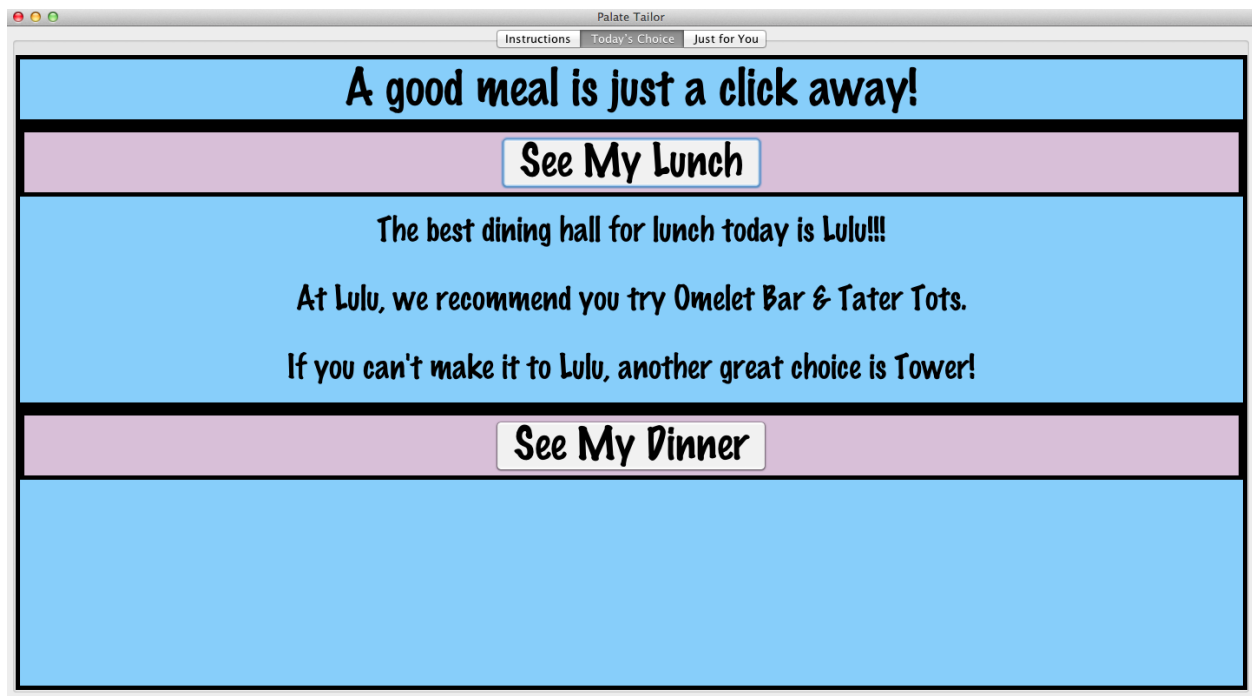 Palate Tailor
Instructions Today's Choice Just for You
A good meal is just a click away!
See My Lunch
The best dining hall for lunch today is Lulu!!!
At Lulu, we recommend you try Omelet Bar & Tater Tots.
If you can't make it to Lulu, another great choice is Tower!
See My Dinner